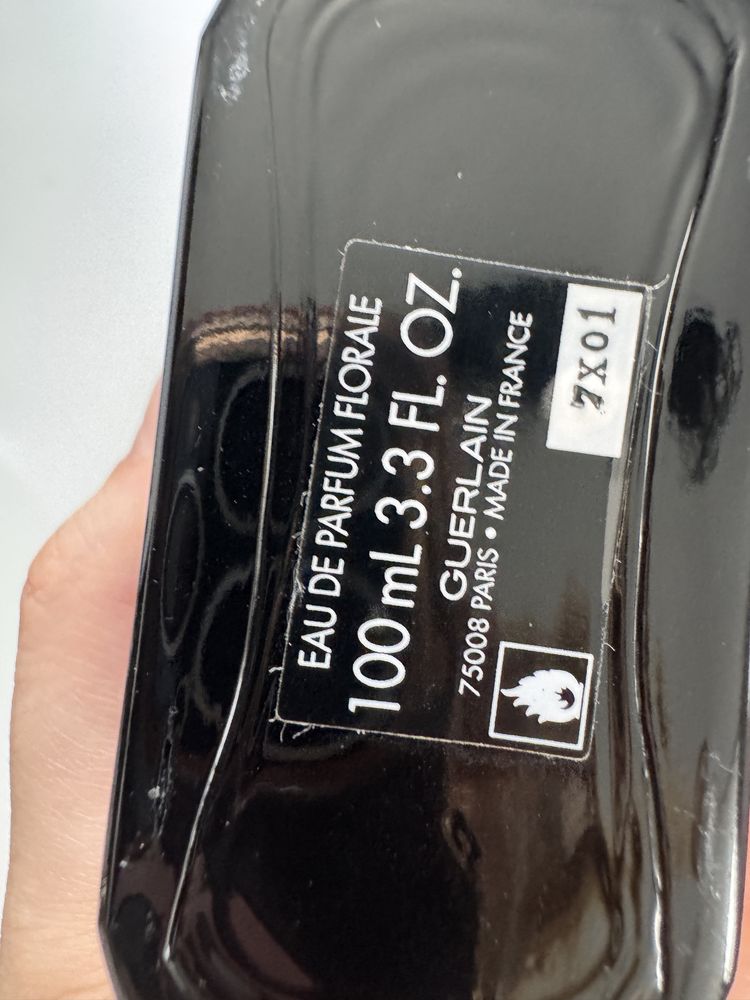 EAU DE PARFUM FLORALE
100 mL 3.3 FL. OZ.
GUERLAIN
75008 PARIS • MADE IN FRANCE
7X01